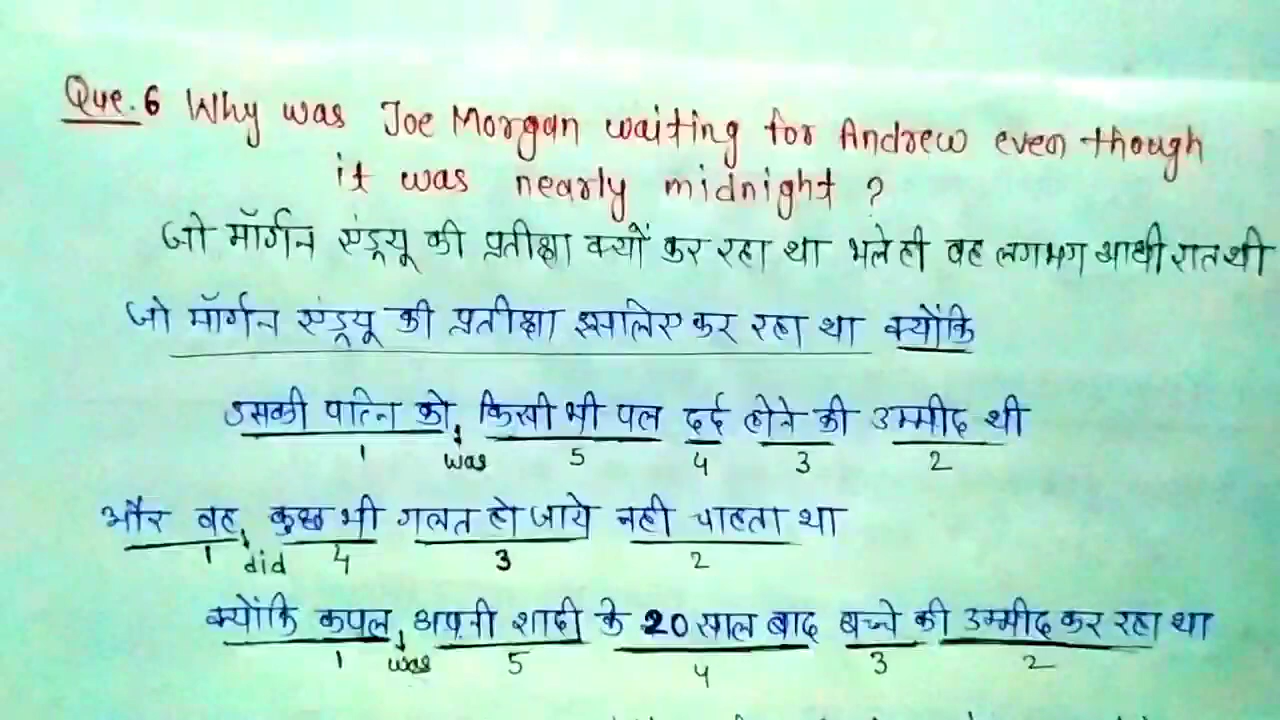 Que. 6 Why was Joe Morgan waiting for Andrew even though
it was nearly midnight ?
जो मॉर्गन एंड्रयू की प्रतीक्षा क्यों कर रहा था भले ही वह लगभग आधी रात थी
जो मॉर्गन एंड्रयू की प्रतीक्षा इसलिए कर रहा था क्योंकि
उसकी पत्नि को, किसी भी पल दर्द होने की उम्मीद थी
1 was 5 4 3 2
और वह, कुछ भी गलत हो जाये नही चाहता था
1 did 4 3 2
क्योंकि कपल, अपनी शादी के 20 साल बाद बच्चे की उम्मीद कर रहा था
1 was 5 4 3 2